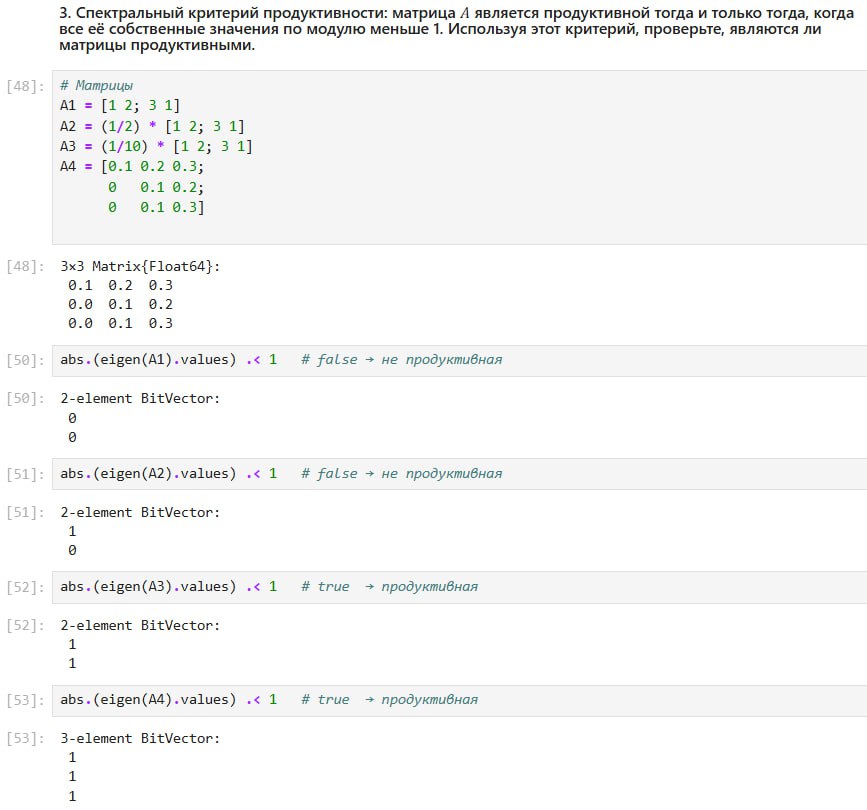 3. Спектральный критерий продуктивности: матрица A является продуктивной тогда и только тогда, когда
все её собственные значения по модулю меньше 1. Используя этот критерий, проверьте, являются ли
матрицы продуктивными.
[48]: # Матрицы
A1 = [1 2; 3 1]
A2 = (1/2) * [1 2; 3 1]
A3 = (1/10) * [1 2; 3 1]
A4 = [0.1 0.2 0.3;
0 0.1 0.2;
0 0.1 0.3]
[48]: 3×3 Matrix{Float64}:
0.1 0.2 0.3
0.0 0.1 0.2
0.0 0.1 0.3
[50]: abs.(eigen(A1).values) .< 1 # false → не продуктивная
[50]: 2-element BitVector:
0
0
[51]: abs.(eigen(A2).values) .< 1 # false → не продуктивная
[51]: 2-element BitVector:
1
0
[52]: abs.(eigen(A3).values) .< 1 # true → продуктивная
[52]: 2-element BitVector:
1
1
[53]: abs.(eigen(A4).values) .< 1 # true → продуктивная
[53]: 3-element BitVector:
1
1
1